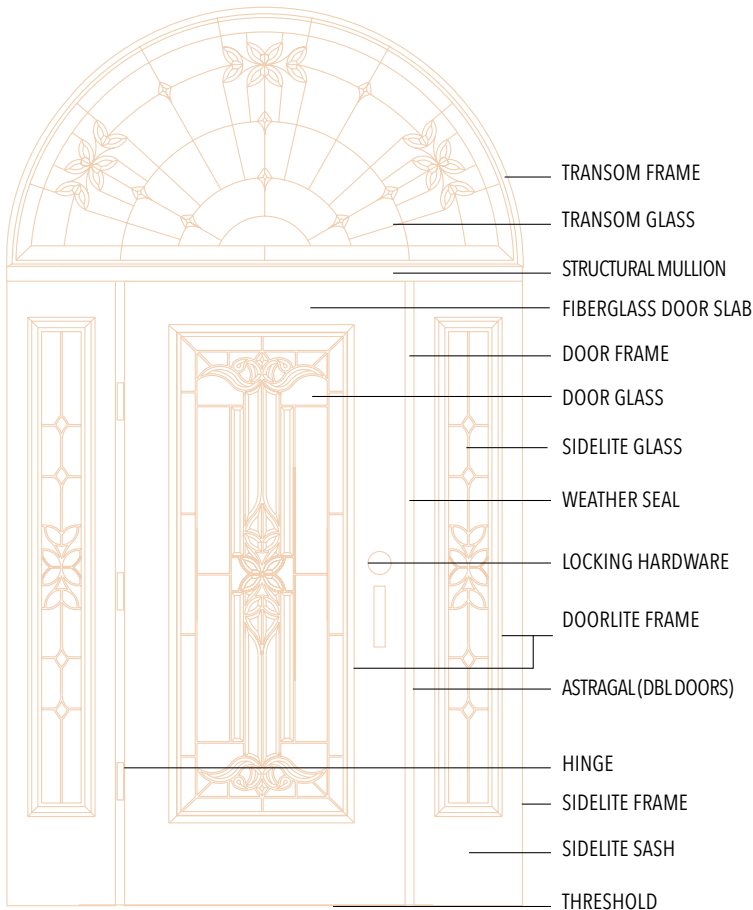 TRANSOM FRAME
TRANSOM GLASS
STRUCTURAL MULLION
FIBERGLASS DOOR SLAB
DOOR FRAME
DOOR GLASS
SIDELITE GLASS
WEATHER SEAL
LOCKING HARDWARE
DOORLITE FRAME
ASTRAGAL (DBL DOORS)
HINGE
SIDELITE FRAME
SIDELITE SASH
THRESHOLD